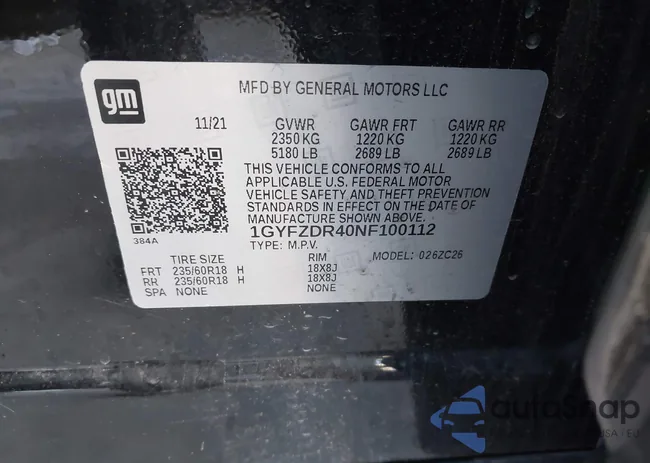 gm
MFD BY GENERAL MOTORS LLC
11/21 GVWR GAWR FRT GAWR RR
2350 KG 1220 KG 1220 KG
5180 LB 2689 LB 2689 LB
THIS VEHICLE CONFORMS TO ALL
APPLICABLE U.S. FEDERAL MOTOR
VEHICLE SAFETY AND THEFT PREVENTION
STANDARDS IN EFFECT ON THE DATE OF
MANUFACTURE SHOWN ABOVE.
384A
1GYFZDR40NF100112
TYPE: M.P.V. MODEL: 026ZC26
TIRE SIZE RIM
FRT 235/60R18 H 18X8J
RR 235/60R18 H 18X8J
SPA NONE NONE
autoSnap
USA / EU